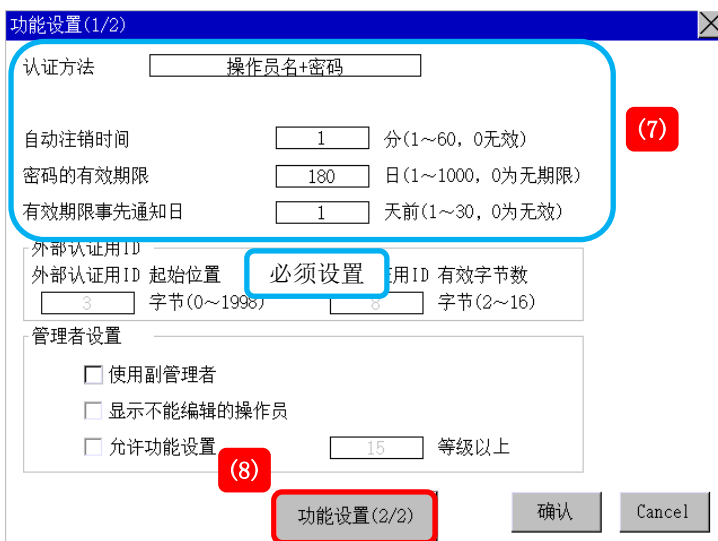 功能设置(1/2)
认证方法 操作员名+密码
(7)
自动注销时间 1 分(1～60, 0无效)
密码的有效期限 180 日(1～1000, 0为无期限)
有效期限事先通知日 1 天前(1～30, 0为无效)
外部认证用ID
外部认证用ID 起始位置 必须设置 证用ID 有效字节数
3 字节(0～1998) 8 字节(2～16)
管理者设置
使用副管理者
显示不能编辑的操作员
允许功能设置 15 等级以上
(8)
功能设置(2/2) 确认 Cancel